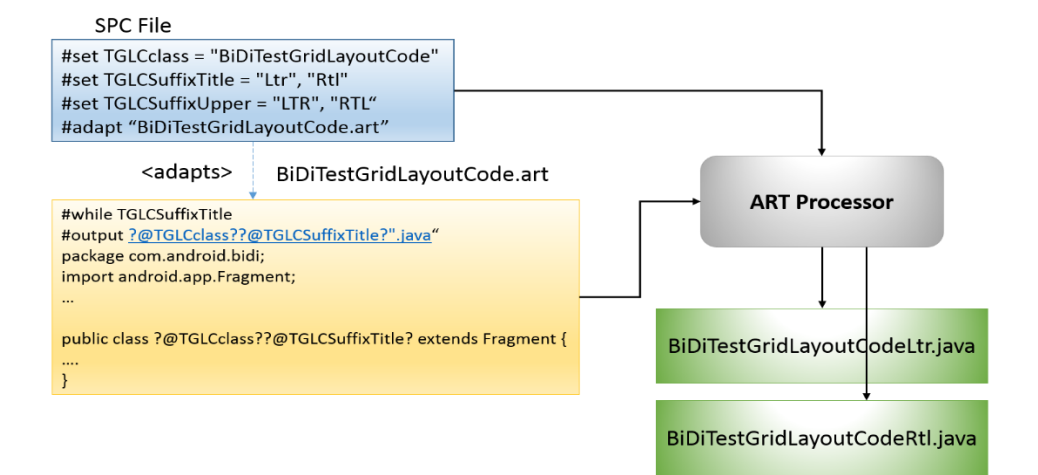 SPC File
#set TGLCclass = "BiDiTestGridLayoutCode"
#set TGLCSuffixTitle = "Ltr", "Rtl"
#set TGLCSuffixUpper = "LTR", "RTL“
#adapt “BiDiTestGridLayoutCode.art”
<adapts>
BiDiTestGridLayoutCode.art
#while TGLCSuffixTitle
#output ?@TGLCclass??@TGLCSuffixTitle?".java“
package com.android.bidi;
import android.app.Fragment;
...
public class ?@TGLCclass??@TGLCSuffixTitle? extends Fragment {
....
}
ART Processor
BiDiTestGridLayoutCodeLtr.java
BiDiTestGridLayoutCodeRtl.java